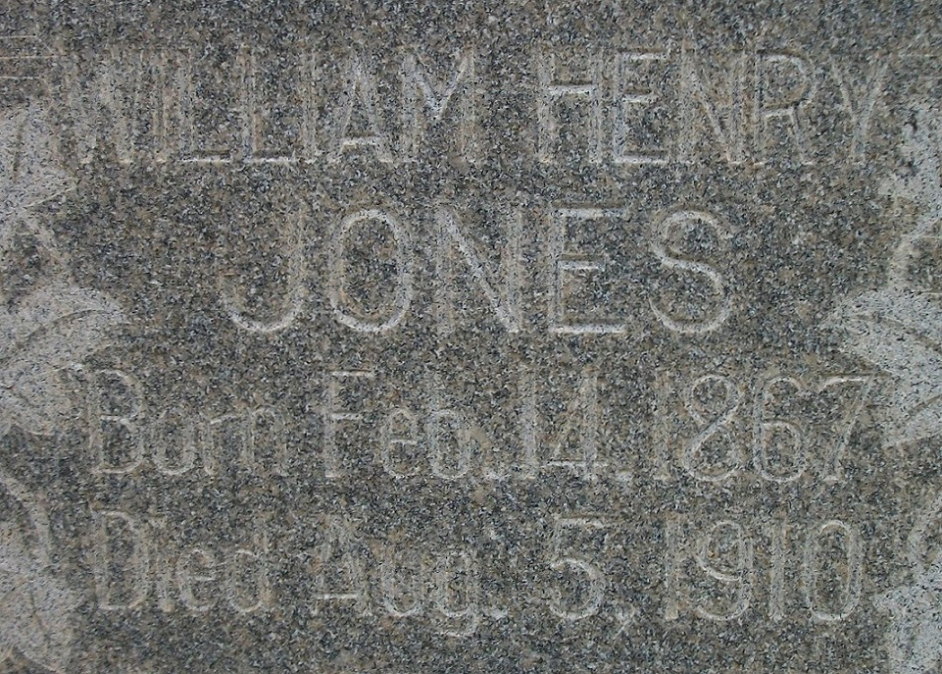 WILLIAM HENRY
JONES
Born Feb. 14, 1867
Died Aug. 5, 1910